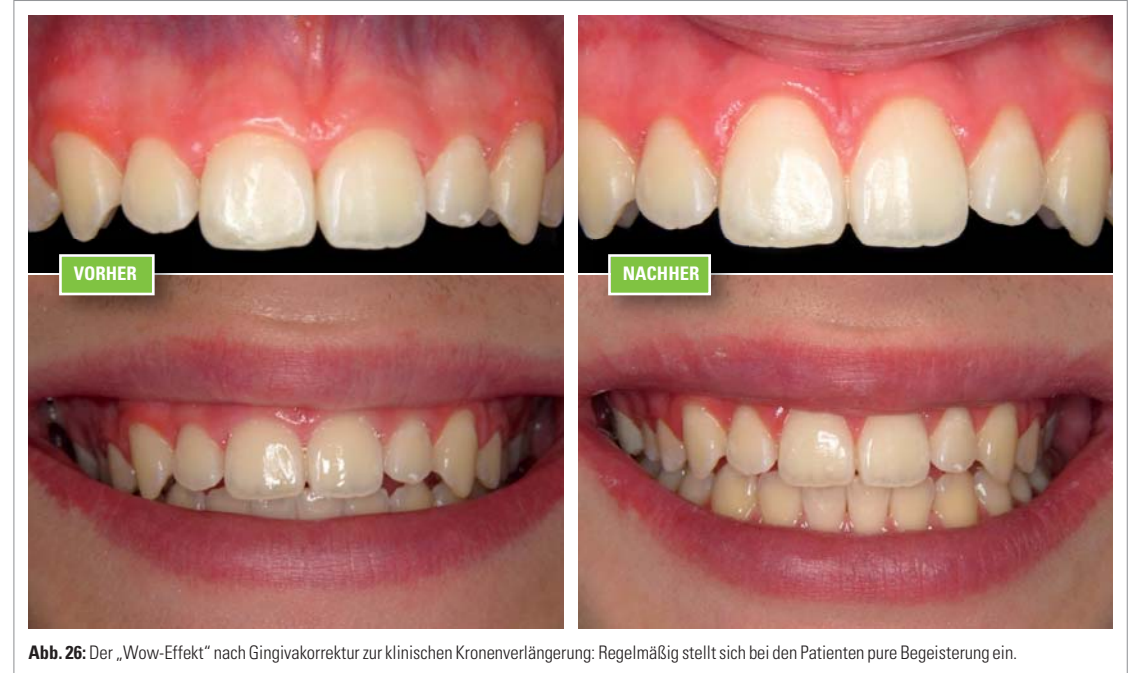 VORHER
NACHHER
Abb. 26: Der „Wow-Effekt“ nach Gingivakorrektur zur klinischen Kronenverlängerung: Regelmäßig stellt sich bei den Patienten pure Begeisterung ein.